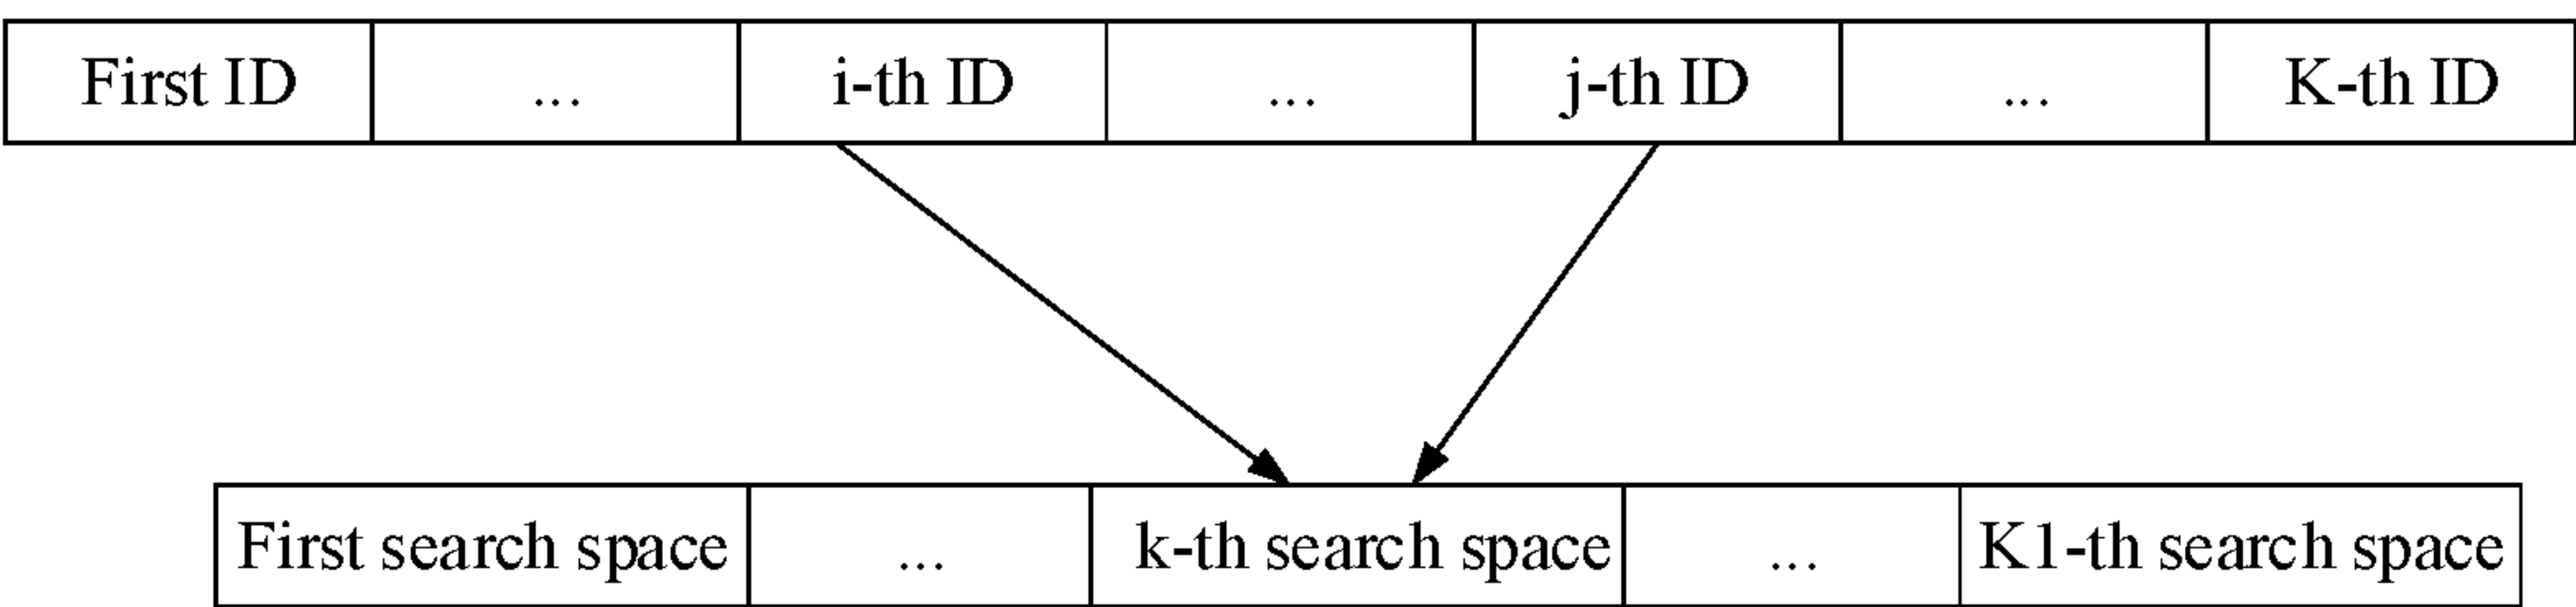 First ID ... i-th ID ... j-th ID ... K-th ID
First search space ... k-th search space ... K1-th search space